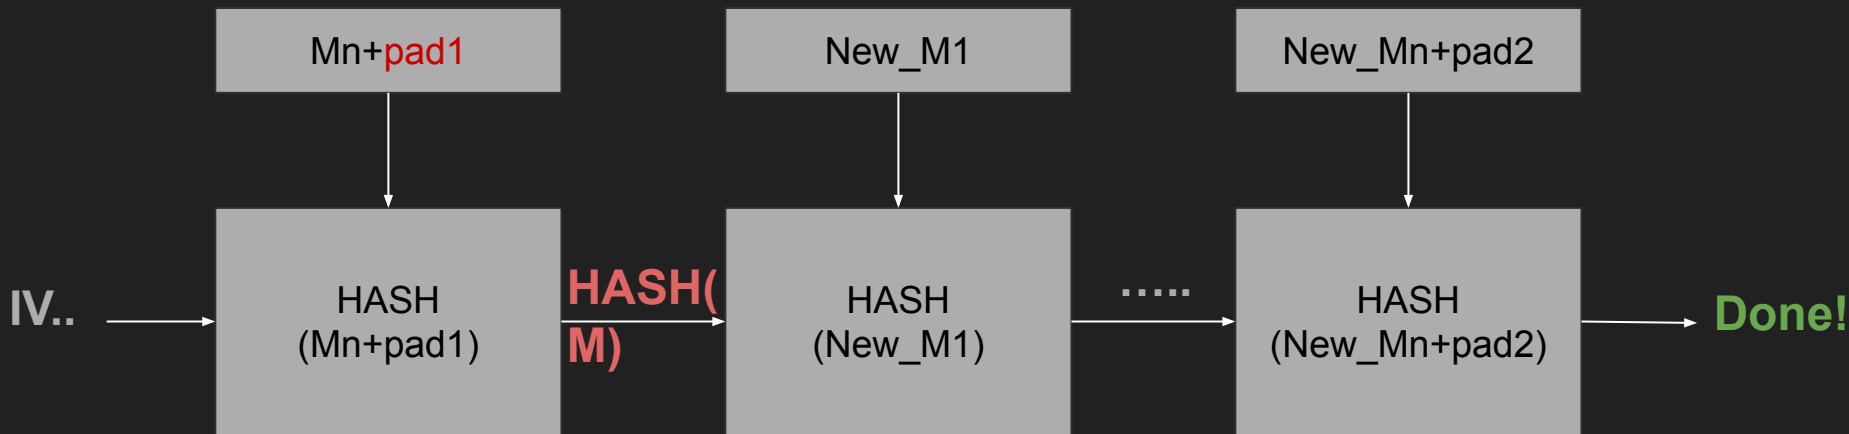 Mn+pad1
New_M1
New_Mn+pad2
IV..
HASH
(Mn+pad1)
HASH(
M)
HASH
(New_M1)
.....
HASH
(New_Mn+pad2)
Done!